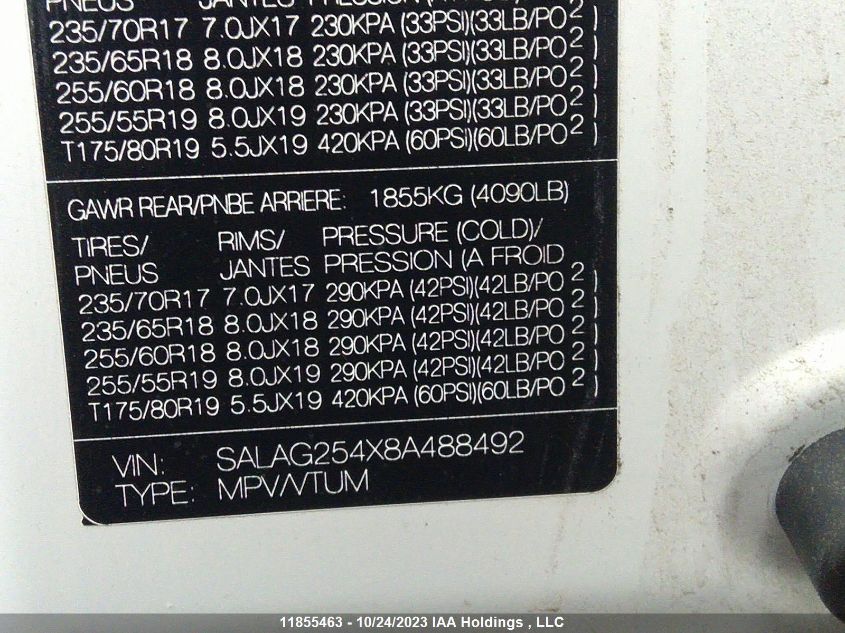 PNEUS JANTES
235/70R17 7.0JX17 230KPA (33PSI)(33LB/PO2)
235/65R18 8.0JX18 230KPA (33PSI)(33LB/PO2)
255/60R18 8.0JX18 230KPA (33PSI)(33LB/PO2)
255/55R19 8.0JX19 230KPA (33PSI)(33LB/PO2)
T175/80R19 5.5JX19 420KPA (60PSI)(60LB/PO2)
GAWR REAR/PNBE ARRIERE: 1855KG (4090LB)
TIRES/ RIMS/ PRESSURE (COLD)/
PNEUS JANTES PRESSION (A FROID
235/70R17 7.0JX17 290KPA (42PSI)(42LB/PO2)
235/65R18 8.0JX18 290KPA (42PSI)(42LB/PO2)
255/60R18 8.0JX18 290KPA (42PSI)(42LB/PO2)
255/55R19 8.0JX19 290KPA (42PSI)(42LB/PO2)
T175/80R19 5.5JX19 420KPA (60PSI)(60LB/PO2)
VIN: SALAG254X8A488492
TYPE: MPV/VTUM
11855463 - 10/24/2023 IAA Holdings , LLC